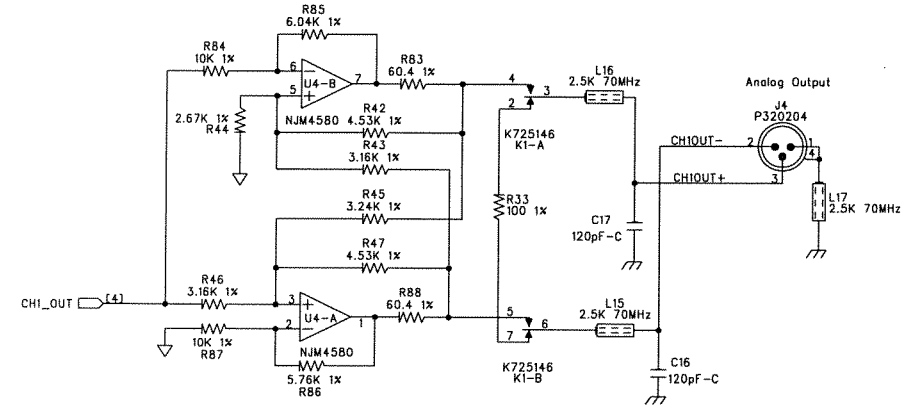 R85
6.04K 1%
R84
10K 1%
6
−
U4-B
7
5
+
NJM4580
R83
60.4 1%
2.67K 1%
R44
R42
4.53K 1%
R43
3.16K 1%
R45
3.24K 1%
R47
4.53K 1%
4
3
2
K725146
K1-A
R33
100 1%
L16
2.5K 70MHz
Analog Output
J4
P320204
CH1OUT-
2
1
4
CH1OUT+
3
L17
2.5K 70MHz
C17
120pF-C
CH1_OUT
[4]
R46
3.16K 1%
3
+
U4-A
1
2
−
10K 1%
R87
NJM4580
5.76K 1%
R86
R88
60.4 1%
5
6
7
K725146
K1-B
L15
2.5K 70MHz
C16
120pF-C